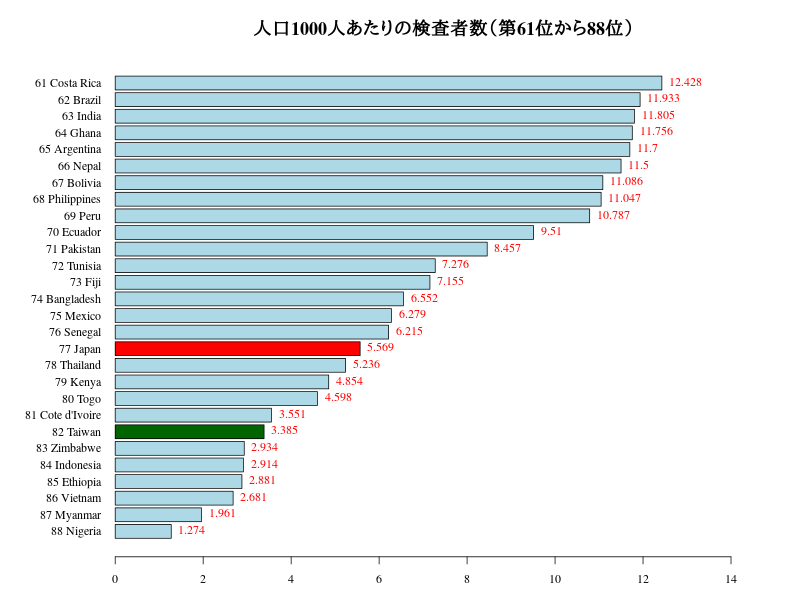 人口1000人あたりの検査者数（第61位から88位）
61 Costa Rica 12.428
62 Brazil 11.933
63 India 11.805
64 Ghana 11.756
65 Argentina 11.7
66 Nepal 11.5
67 Bolivia 11.086
68 Philippines 11.047
69 Peru 10.787
70 Ecuador 9.51
71 Pakistan 8.457
72 Tunisia 7.276
73 Fiji 7.155
74 Bangladesh 6.552
75 Mexico 6.279
76 Senegal 6.215
77 Japan 5.569
78 Thailand 5.236
79 Kenya 4.854
80 Togo 4.598
81 Cote d'Ivoire 3.551
82 Taiwan 3.385
83 Zimbabwe 2.934
84 Indonesia 2.914
85 Ethiopia 2.881
86 Vietnam 2.681
87 Myanmar 1.961
88 Nigeria 1.274
0 2 4 6 8 10 12 14